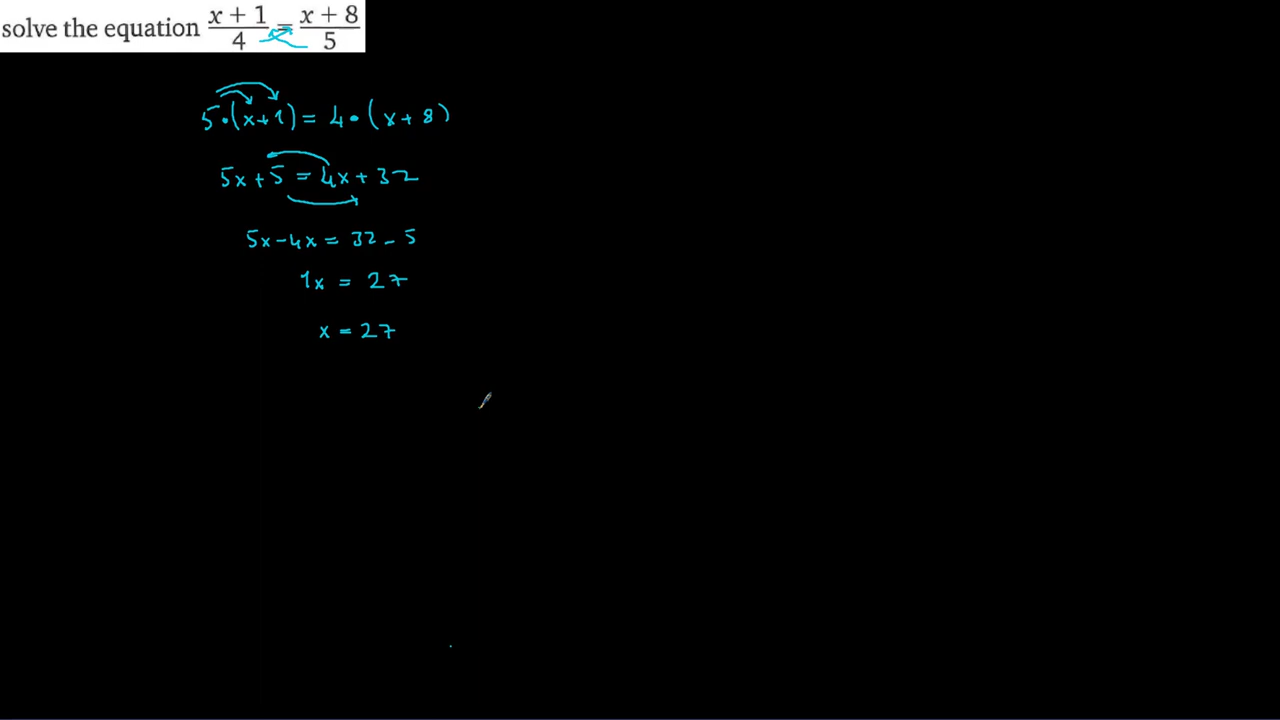 solve the equation (x + 1)/4 = (x + 8)/5
5·(x+1) = 4·(x+8)
5x+5 = 4x+32
5x-4x = 32-5
1x = 27
x = 27